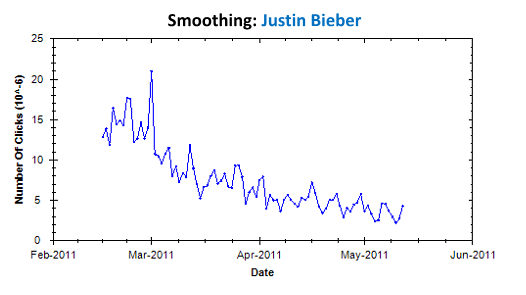 Smoothing: Justin Bieber
25
20
15
10
5
0
Number Of Clicks (10^-6)
Feb-2011 Mar-2011 Apr-2011 May-2011 Jun-2011
Date